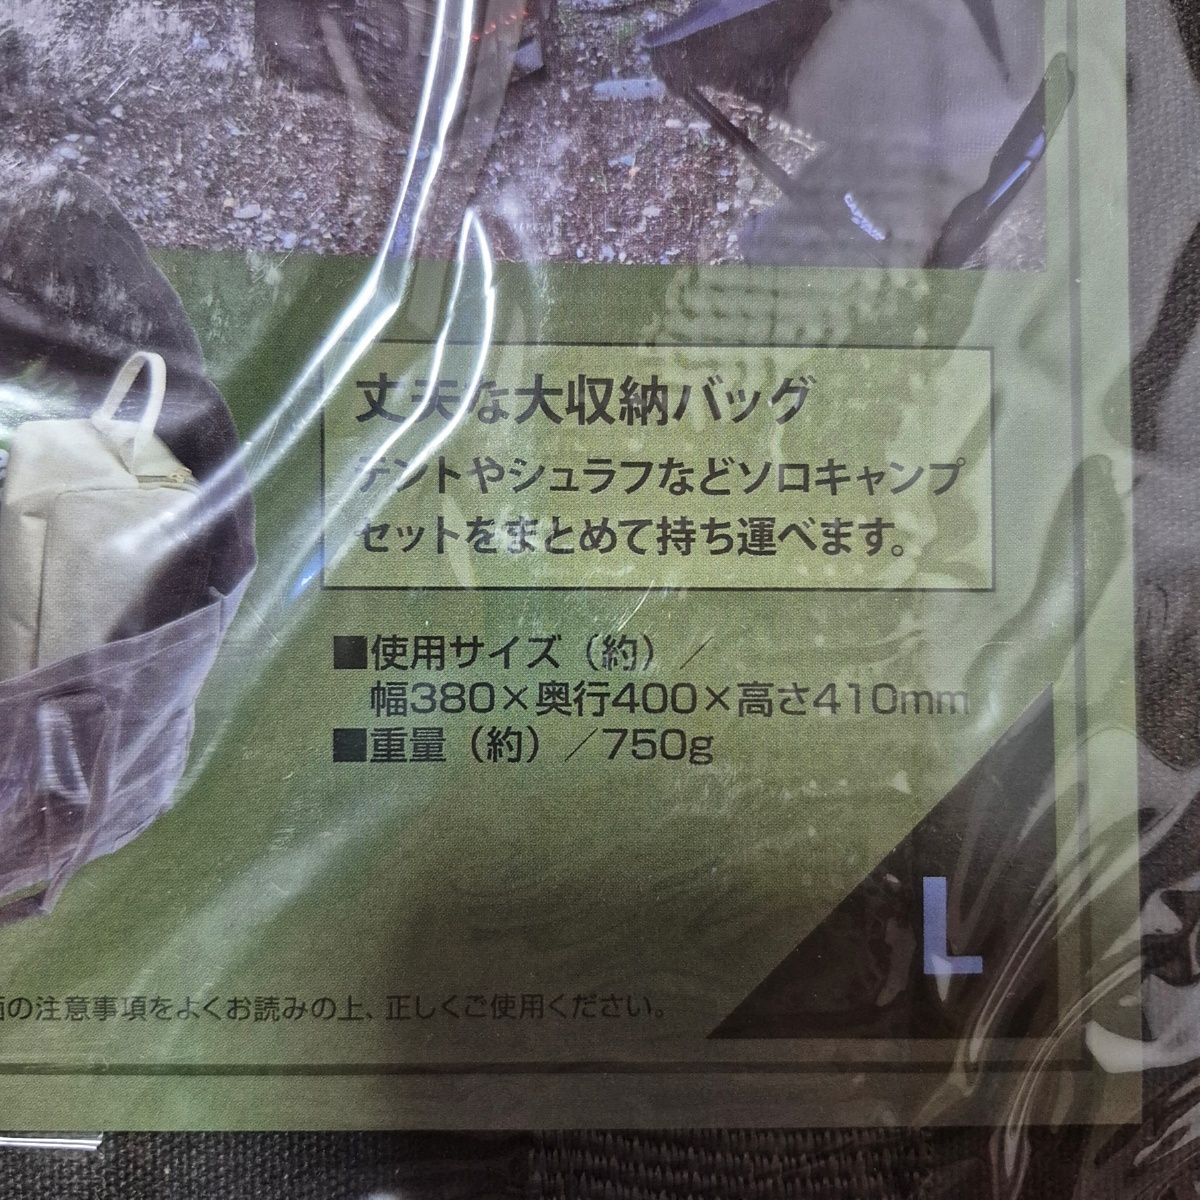 丈夫な大収納バッグ
テントやシュラフなどソロキャンプ
セットをまとめて持ち運べます。
■使用サイズ（約）／
幅380×奥行400×高さ410mm
■重量（約）／750g
L
の注意事項をよくお読みの上、正しくご使用ください。